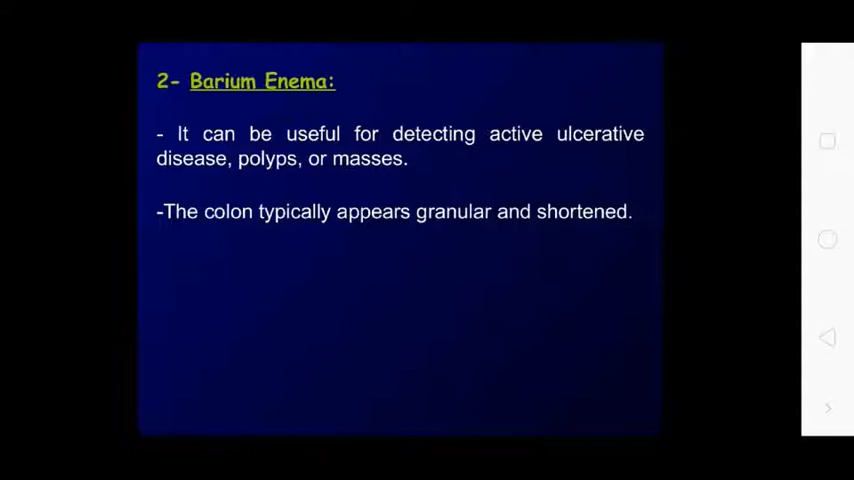 2- Barium Enema:
- It can be useful for detecting active ulcerative
disease, polyps, or masses.
-The colon typically appears granular and shortened.